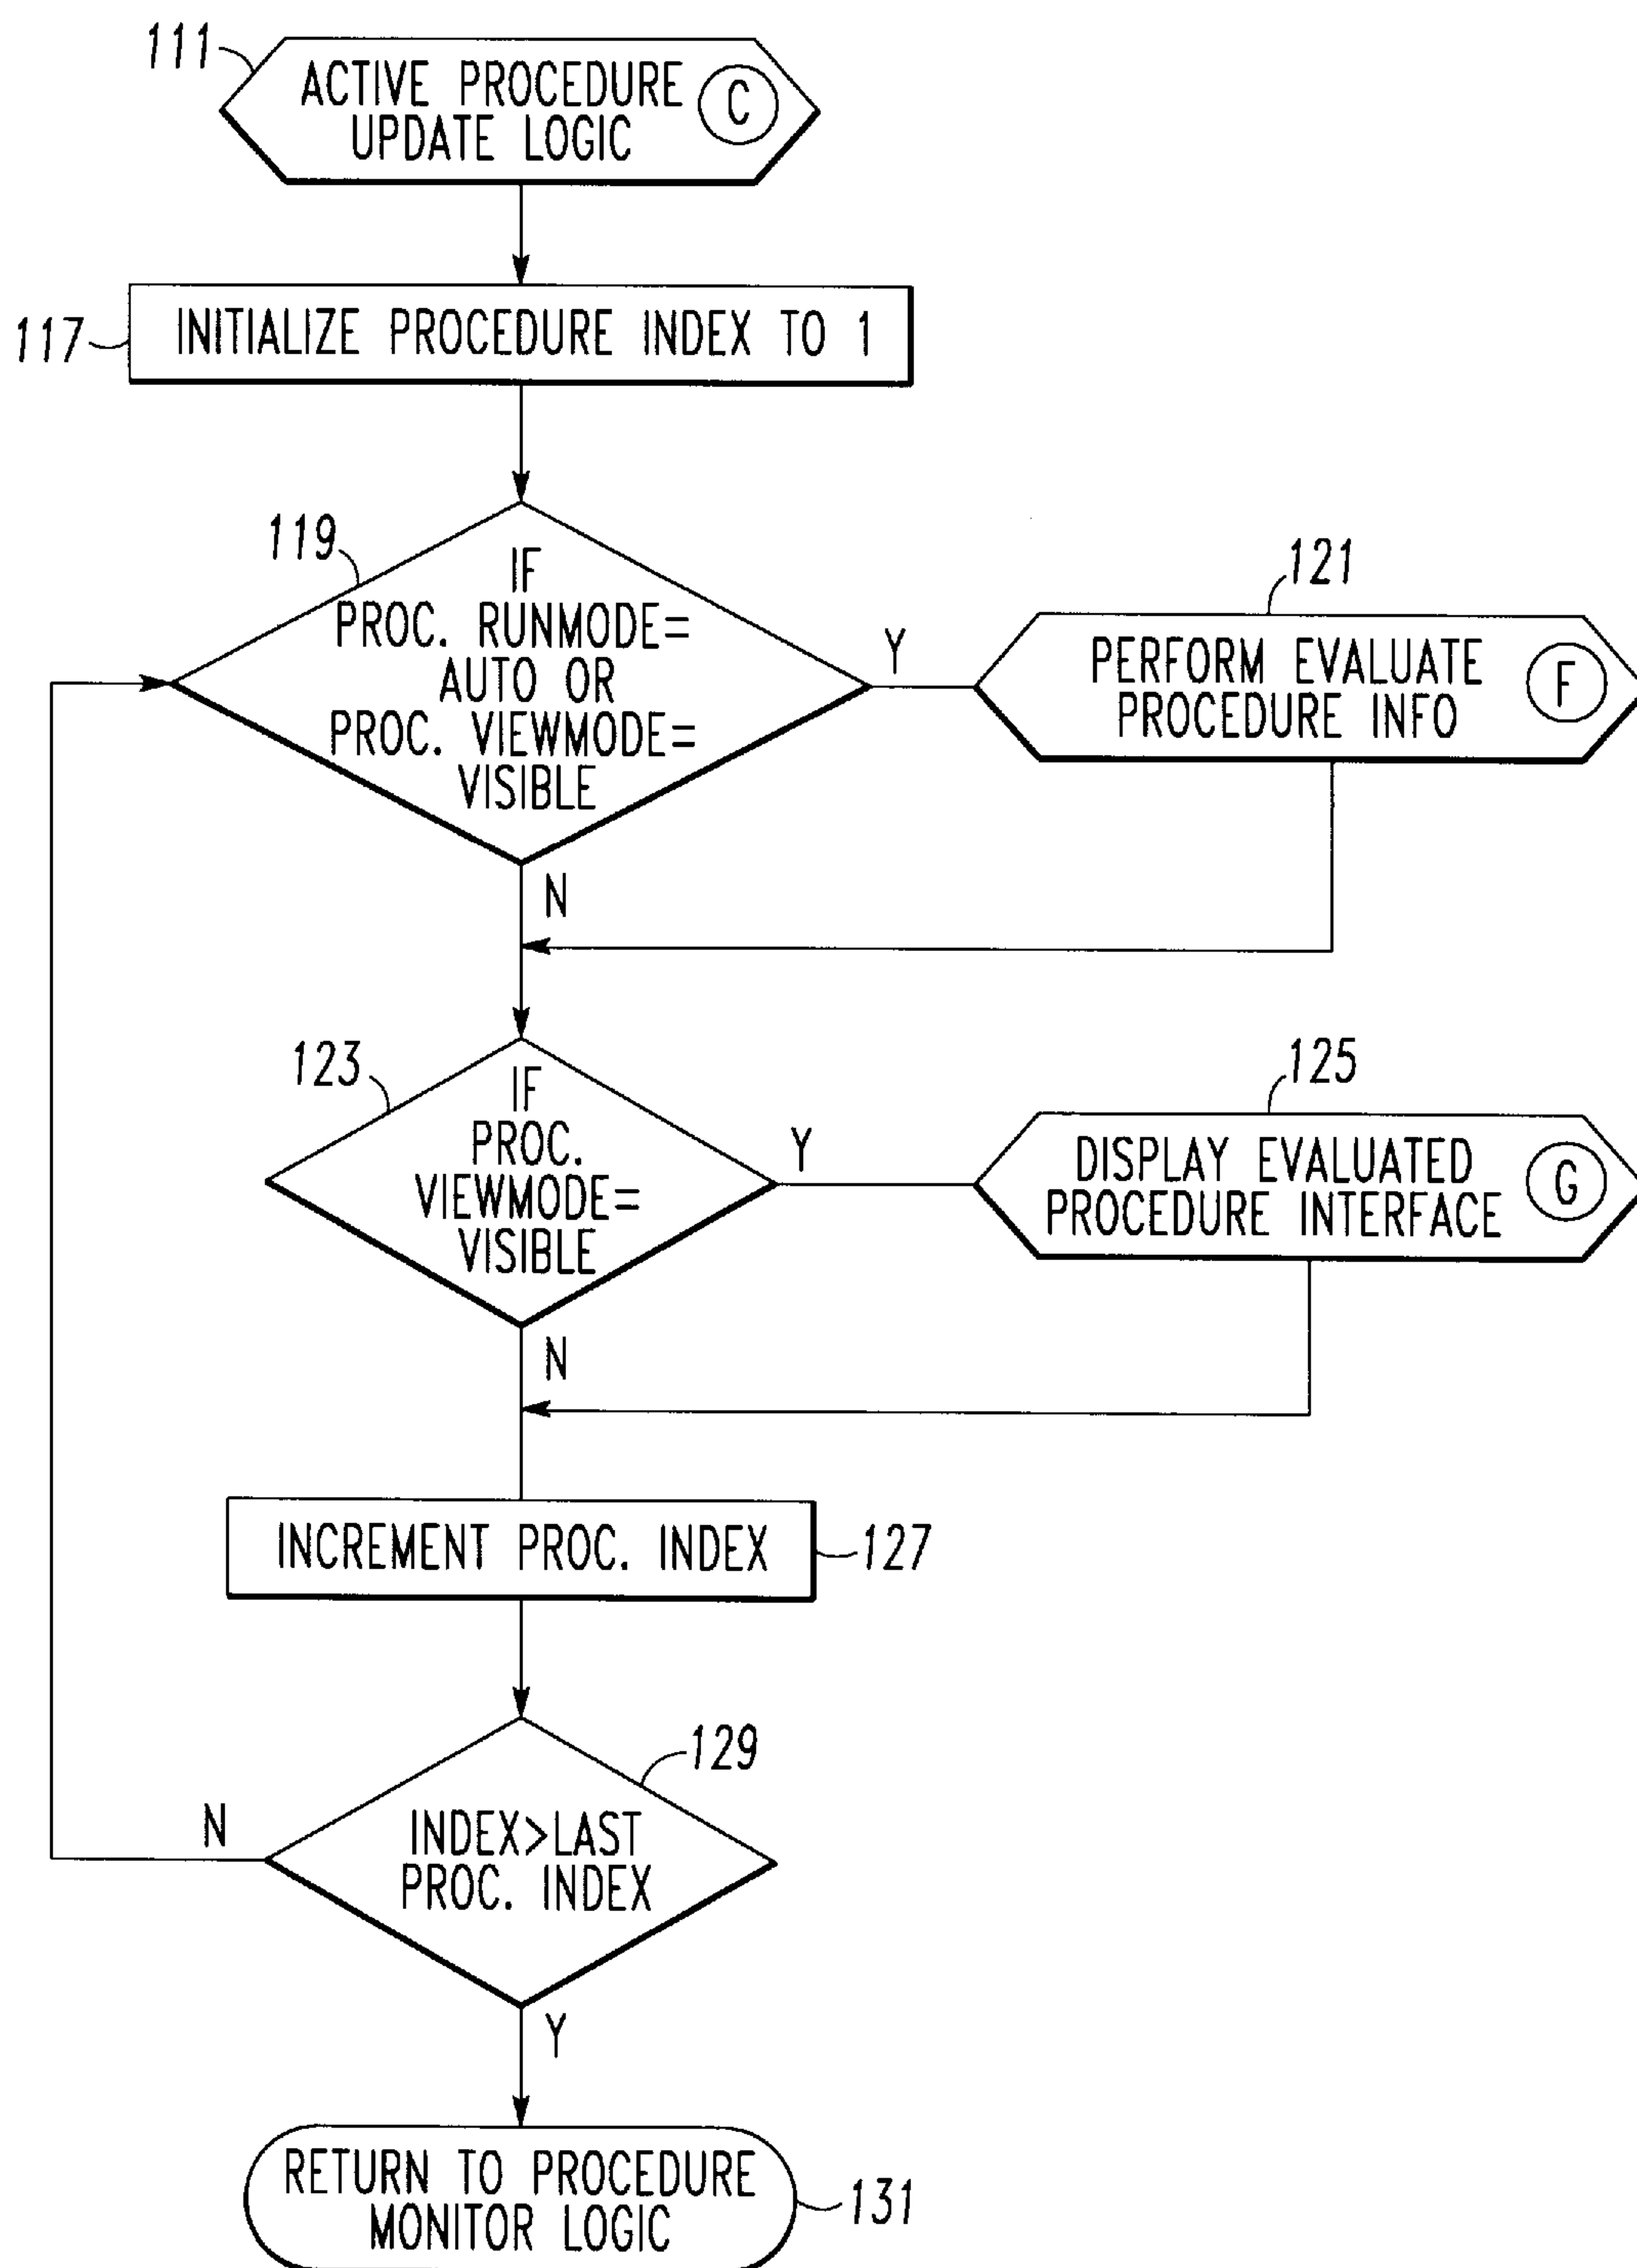 111
ACTIVE PROCEDURE
UPDATE LOGIC
C
117
INITIALIZE PROCEDURE INDEX TO 1
119
IF
PROC. RUNMODE=
AUTO OR
PROC. VIEWMODE=
VISIBLE
Y
121
PERFORM EVALUATE
PROCEDURE INFO
F
N
123
IF
PROC.
VIEWMODE=
VISIBLE
Y
125
DISPLAY EVALUATED
PROCEDURE INTERFACE
G
N
INCREMENT PROC. INDEX
127
129
INDEX>LAST
PROC. INDEX
N
Y
RETURN TO PROCEDURE
MONITOR LOGIC
131